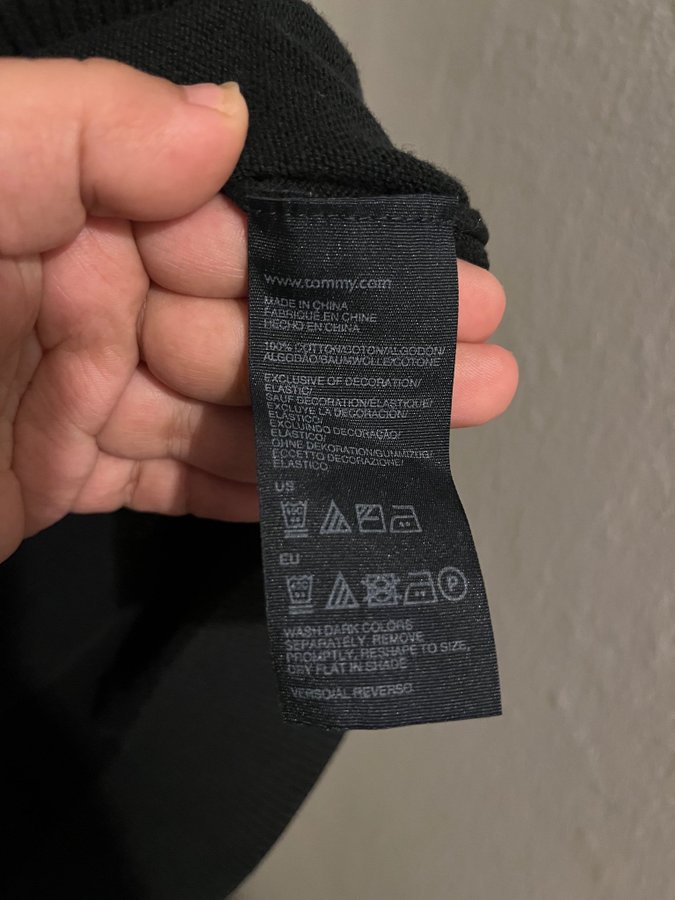 www.tommy.com
MADE IN CHINA
FABRIQUÉ EN CHINE
HECHO EN CHINA
100% COTTON/COTON/ALGODÓN/
ALGODÃO/BAUMWOLLE/COTONE
EXCLUSIVE OF DECORATION/
ELASTIC/
SAUF DÉCORATION/ÉLASTIQUE/
EXCLUYE LA DECORACIÓN/
ELÁSTICO/
EXCLUINDO DECORAÇÃO/
ELÁSTICO/
OHNE DEKORATION/GUMMIZUG/
ECCETTO DECORAZIONE/
ELASTICO
US
EU
P
WASH DARK COLORS
SEPARATELY, REMOVE
PROMPTLY, RESHAPE TO SIZE,
DRY FLAT IN SHADE
VERSO/AL REVERSO